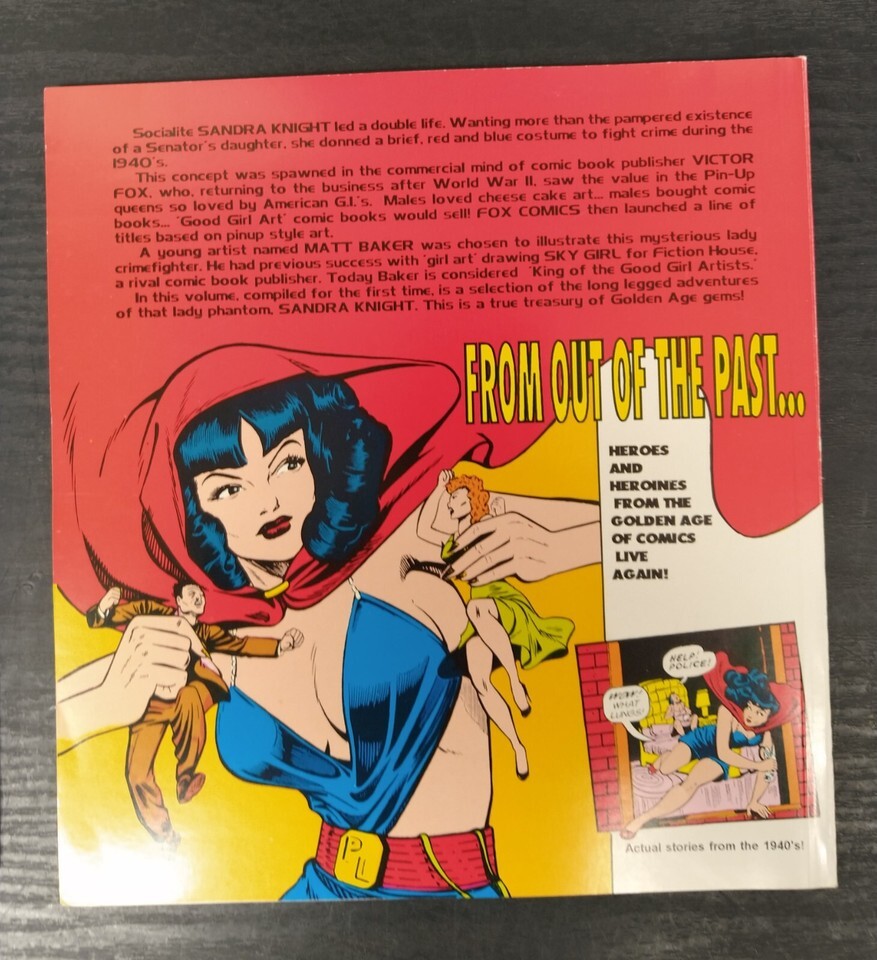 Socialite SANDRA KNIGHT led a double life. Wanting more than the pampered existence
of a Senator's daughter, she donned a brief, red and blue costume to fight crime during the
1940's.
This concept was spawned in the commercial mind of comic book publisher VICTOR
FOX, who, returning to the business after World War II, saw the value in the Pin-Up
queens so loved by American G.I.'s. Males loved cheese cake art... males bought comic
books... 'Good Girl Art' comic books would sell! FOX COMICS then launched a line of
titles based on pinup style art.
A young artist named MATT BAKER was chosen to illustrate this mysterious lady
crimefighter. He had previous success with 'girl art' drawing SKY GIRL for Fiction House,
a rival comic book publisher. Today Baker is considered 'King of the Good Girl Artists.'
In this volume, compiled for the first time, is a selection of the long legged adventures
of that lady phantom, SANDRA KNIGHT. This is a true treasury of Golden Age gems!
FROM OUT OF THE PAST...
HEROES
AND
HEROINES
FROM THE
GOLDEN AGE
OF COMICS
LIVE
AGAIN!
HELP!
POLICE!
WHAT
LUNGS!
PL
Actual stories from the 1940's!